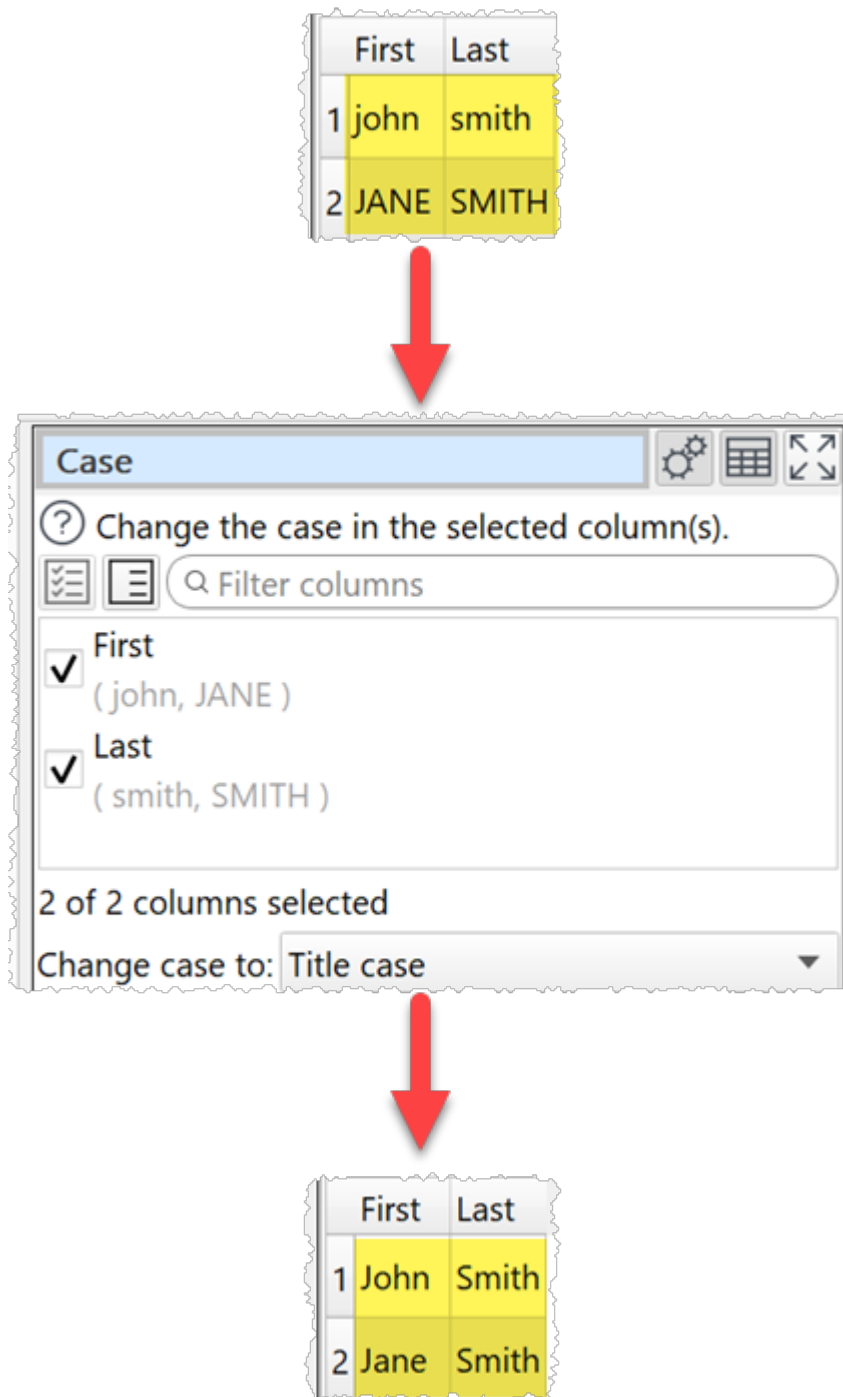 First Last
1 john smith
2 JANE SMITH
Case
? Change the case in the selected column(s).
Filter columns
First
( john, JANE )
Last
( smith, SMITH )
2 of 2 columns selected
Change case to: Title case
First Last
1 John Smith
2 Jane Smith